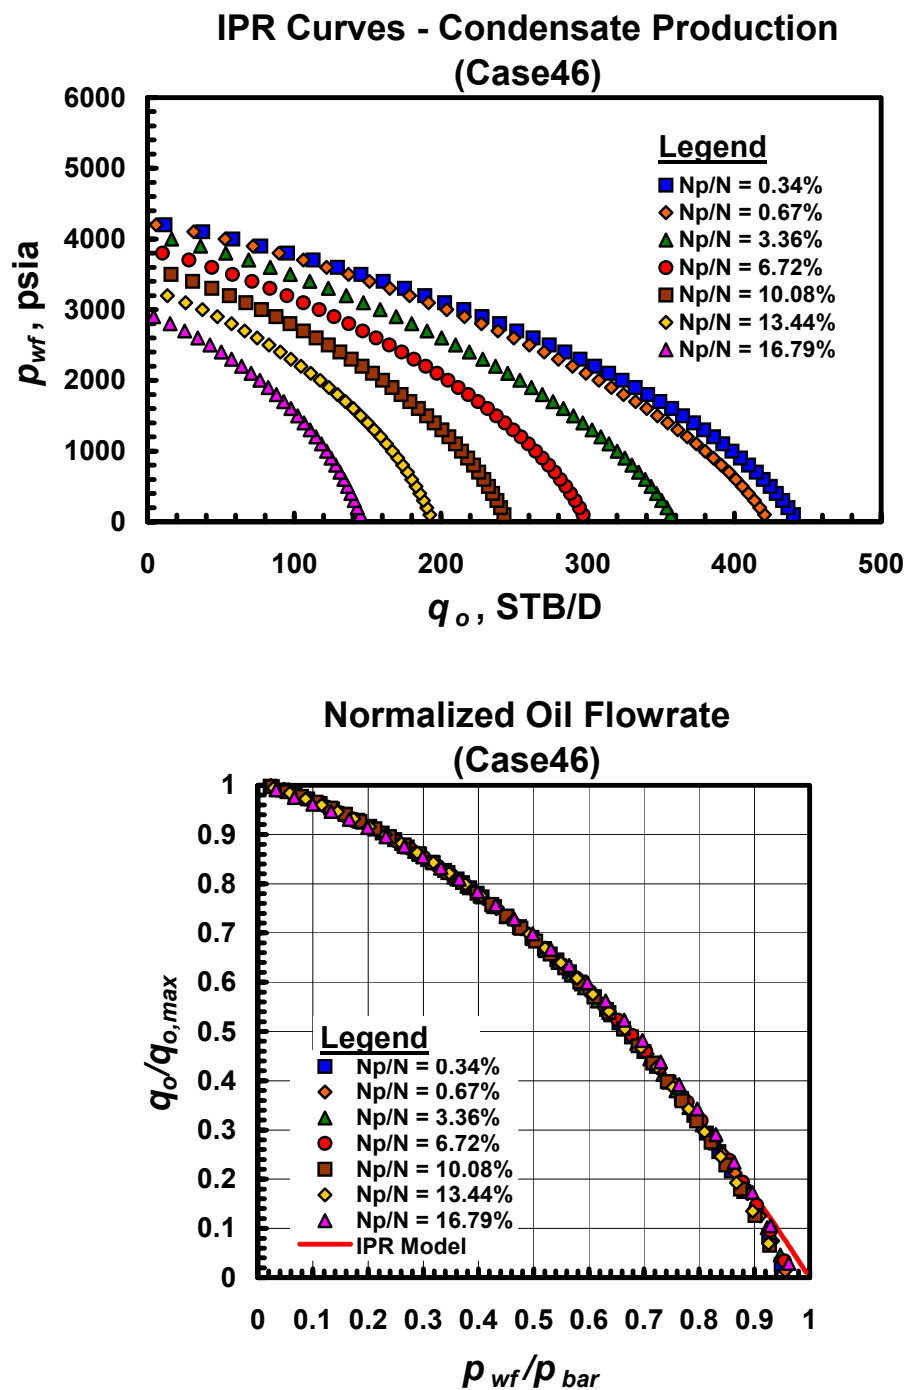 IPR Curves - Condensate Production
(Case46)
6000
5000
4000
3000
2000
1000
0
p wf , psia
Legend
Np/N = 0.34%
Np/N = 0.67%
Np/N = 3.36%
Np/N = 6.72%
Np/N = 10.08%
Np/N = 13.44%
Np/N = 16.79%
0 100 200 300 400 500
q o , STB/D
Normalized Oil Flowrate
(Case46)
1
0.9
0.8
0.7
0.6
0.5
0.4
0.3
0.2
0.1
0
q o /q o,max
Legend
Np/N = 0.34%
Np/N = 0.67%
Np/N = 3.36%
Np/N = 6.72%
Np/N = 10.08%
Np/N = 13.44%
Np/N = 16.79%
IPR Model
0 0.1 0.2 0.3 0.4 0.5 0.6 0.7 0.8 0.9 1
p wf /p bar